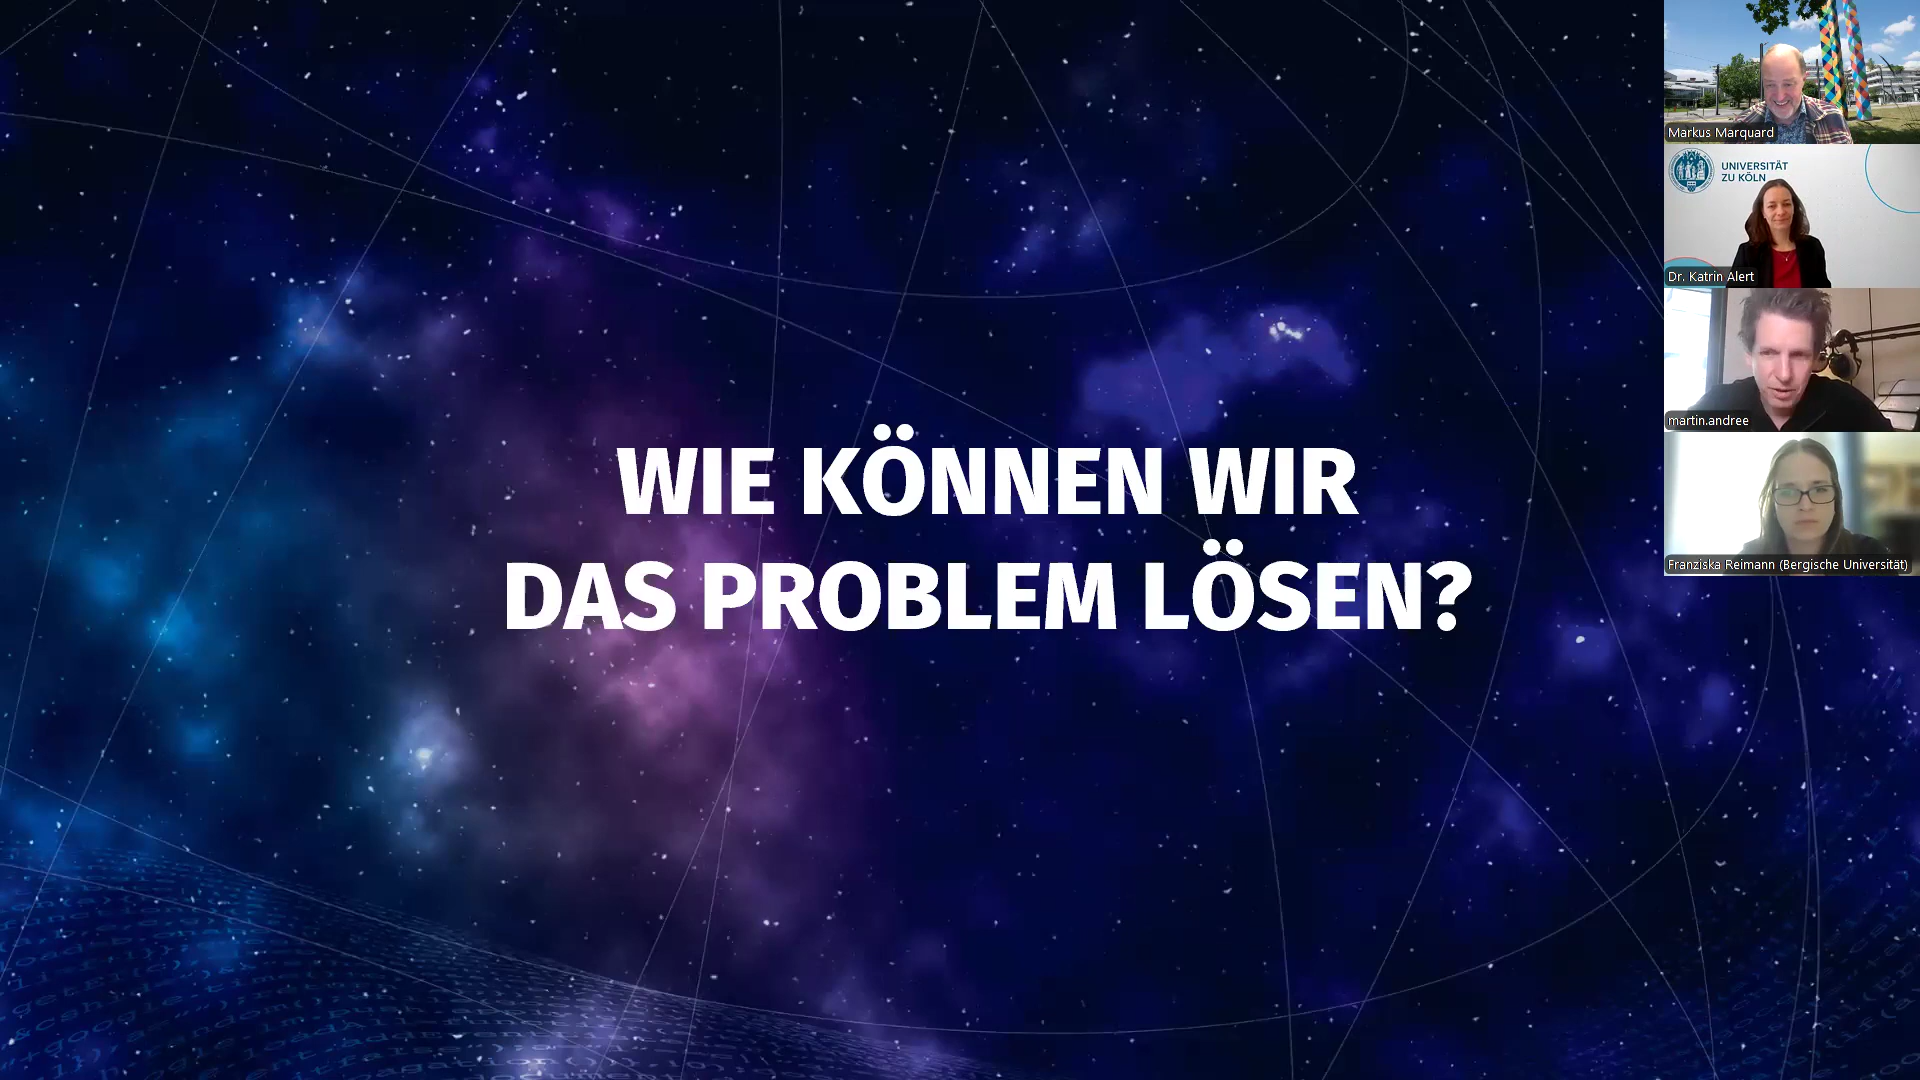 WIE KÖNNEN WIR
DAS PROBLEM LÖSEN?
Markus Marquard
UNIVERSITÄT
ZU KÖLN
Dr. Katrin Alert
martin.andree
Franziska Reimann (Bergische Universität)